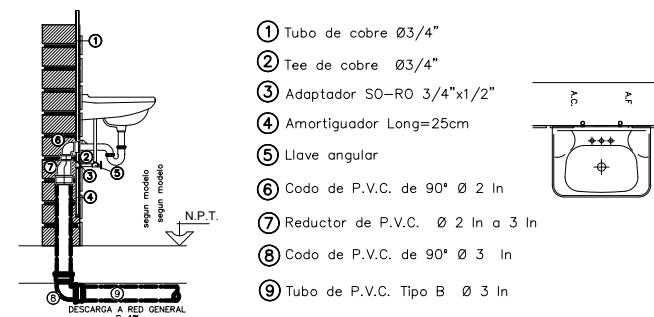 1 Tubo de cobre Ø3/4"
2 Tee de cobre Ø3/4"
3 Adaptador SO-RO 3/4"x1/2"
4 Amortiguador Long=25cm
5 Llave angular
6 Codo de P.V.C. de 90° Ø 2 In
7 Reductor de P.V.C. Ø 2 In a 3 In
8 Codo de P.V.C. de 90° Ø 3 In
9 Tubo de P.V.C. Tipo B Ø 3 In
1
6
2
7
3
5
4
segun modelo
segun modelo
N.P.T.
8
9
DESCARGA A RED GENERAL
A.C.
A.F